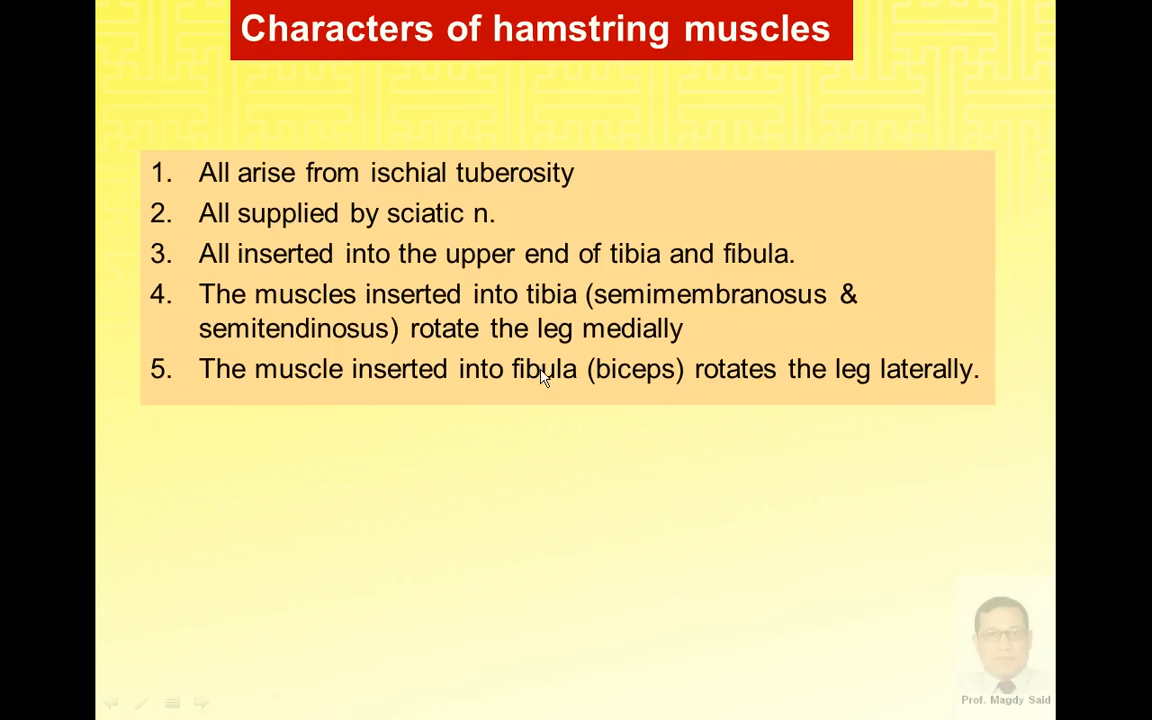 Characters of hamstring muscles
1. All arise from ischial tuberosity
2. All supplied by sciatic n.
3. All inserted into the upper end of tibia and fibula.
4. The muscles inserted into tibia (semimembranosus &
semitendinosus) rotate the leg medially
5. The muscle inserted into fibula (biceps) rotates the leg laterally.
Prof. Magdy Said